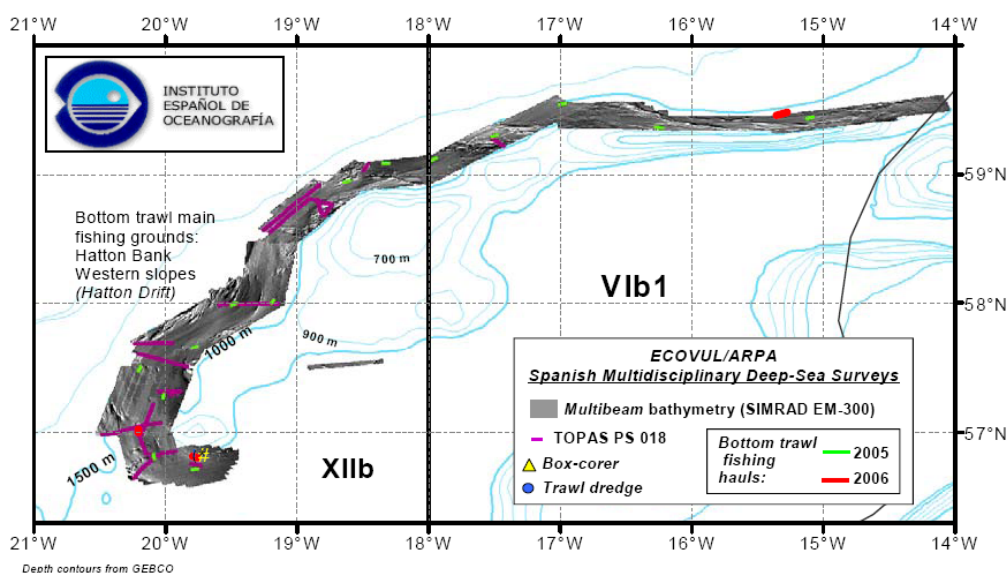 21°W 20°W 19°W 18°W 17°W 16°W 15°W 14°W
INSTITUTO
ESPAÑOL DE
OCEANOGRAFÍA
59°N
Bottom trawl main
fishing grounds:
Hatton Bank
Western slopes
(Hatton Drift)
700 m
VIb1
58°N
1000 m
900 m
ECOVUL/ARPA
Spanish Multidisciplinary Deep-Sea Surveys
Multibeam bathymetry (SIMRAD EM-300)
TOPAS PS 018
Box-corer
Trawl dredge
Bottom trawl
fishing
hauls:
2005
2006
57°N
1500 m
XIIb
#
21°W 20°W 19°W 18°W 17°W 16°W 15°W 14°W
Depth contours from GEBCO